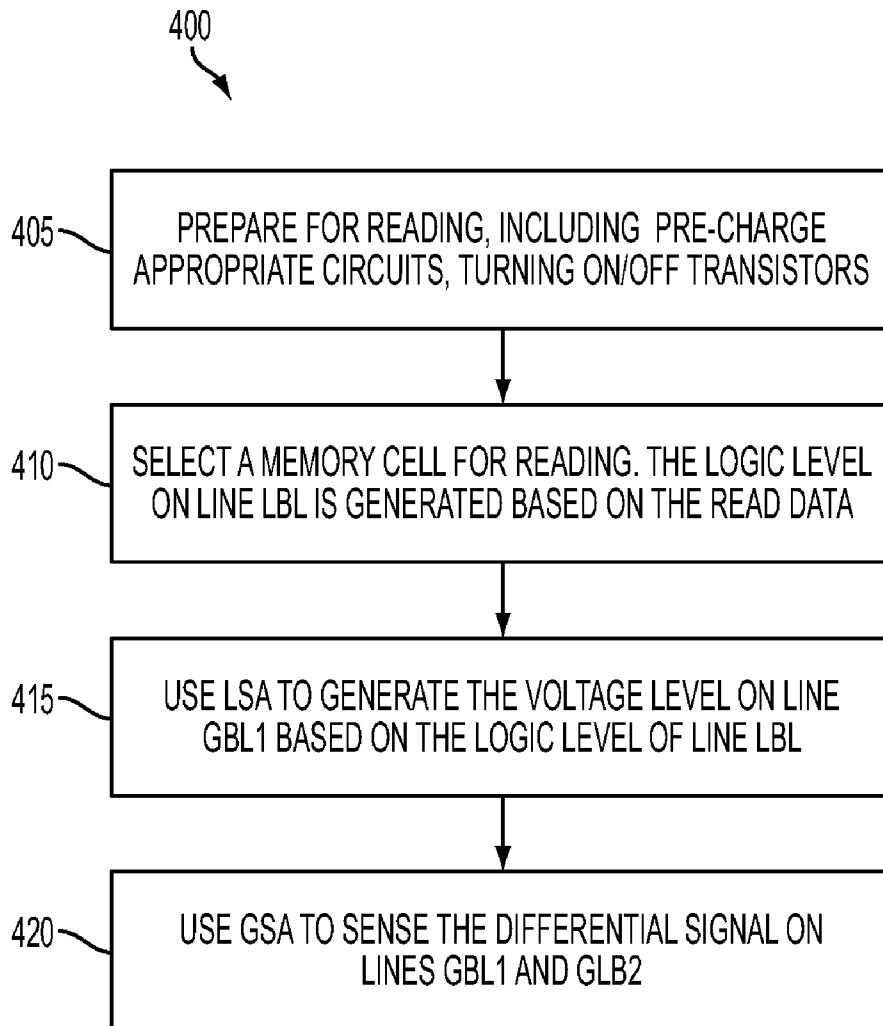 400
405
PREPARE FOR READING, INCLUDING PRE-CHARGE
APPROPRIATE CIRCUITS, TURNING ON/OFF TRANSISTORS
410
SELECT A MEMORY CELL FOR READING. THE LOGIC LEVEL
ON LINE LBL IS GENERATED BASED ON THE READ DATA
415
USE LSA TO GENERATE THE VOLTAGE LEVEL ON LINE
GBL1 BASED ON THE LOGIC LEVEL OF LINE LBL
420
USE GSA TO SENSE THE DIFFERENTIAL SIGNAL ON
LINES GBL1 AND GLB2